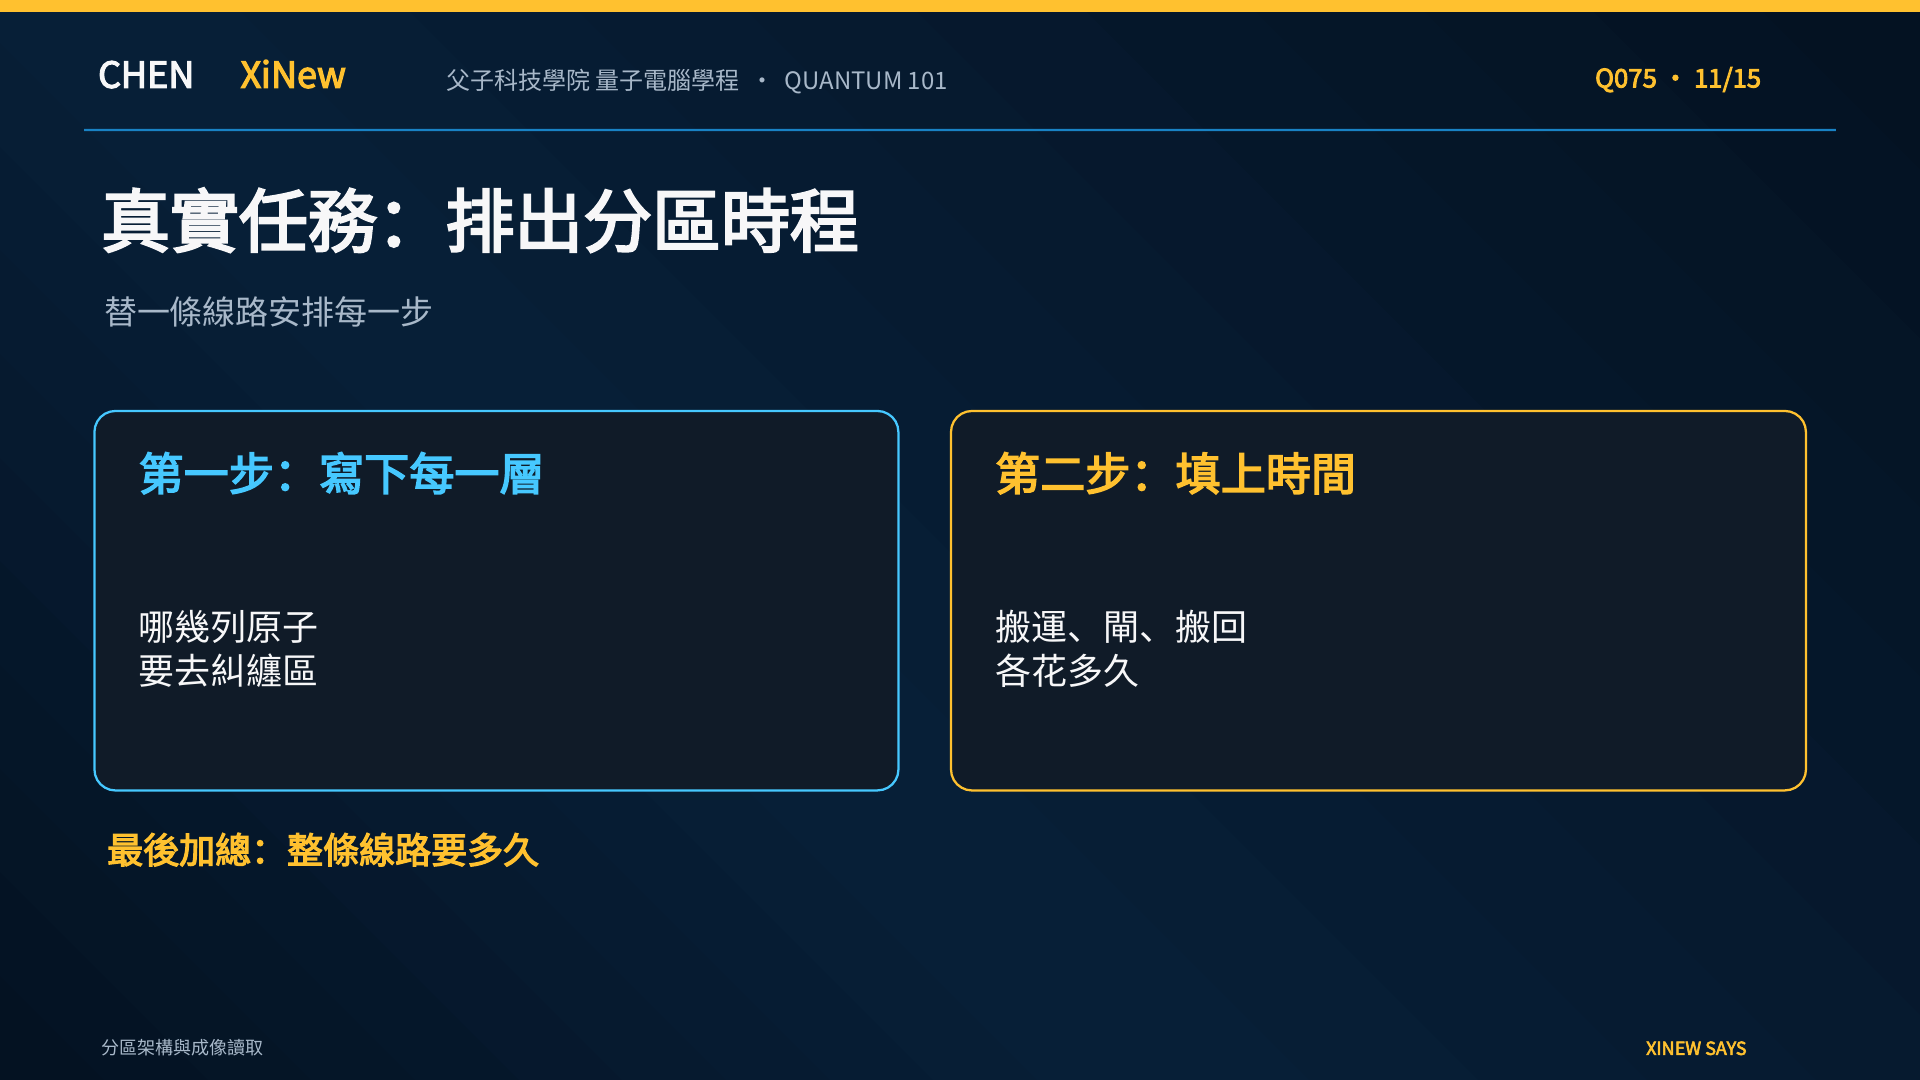 CHEN XiNew 父子科技學院 量子電腦學程 · QUANTUM 101 Q075 · 11/15
真實任務：排出分區時程
替一條線路安排每一步
第一步：寫下每一層
哪幾列原子
要去糾纏區
第二步：填上時間
搬運、閘、搬回
各花多久
最後加總：整條線路要多久
分區架構與成像讀取
XINEW SAYS